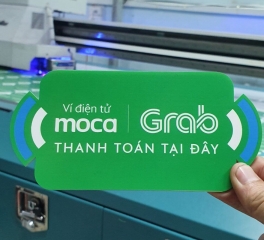 Ví điện tử
moca
Grab
THANH TOÁN TẠI ĐÂY